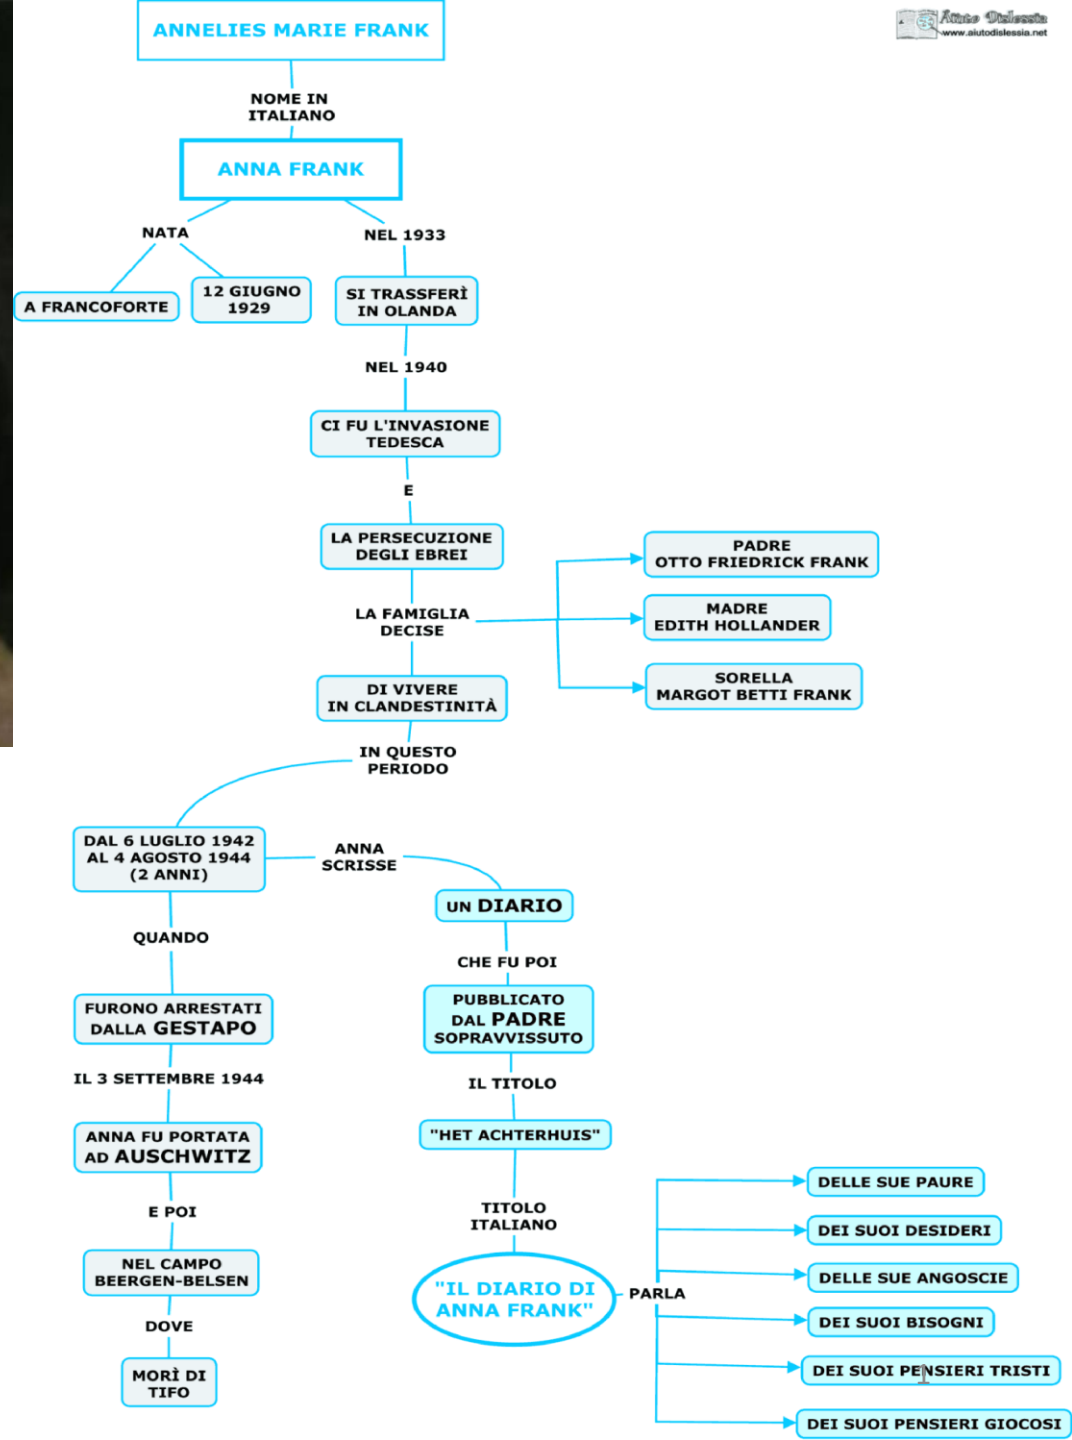 Aiuto Dislessia
www.aiutodislessia.net
ANNELIES MARIE FRANK
NOME IN
ITALIANO
ANNA FRANK
NATA
A FRANCOFORTE
12 GIUGNO
1929
NEL 1933
SI TRASSFERÌ
IN OLANDA
NEL 1940
CI FU L'INVASIONE
TEDESCA
E
LA PERSECUZIONE
DEGLI EBREI
LA FAMIGLIA
DECISE
PADRE
OTTO FRIEDRICK FRANK
MADRE
EDITH HOLLANDER
SORELLA
MARGOT BETTI FRANK
DI VIVERE
IN CLANDESTINITÀ
IN QUESTO
PERIODO
DAL 6 LUGLIO 1942
AL 4 AGOSTO 1944
(2 ANNI)
QUANDO
FURONO ARRESTATI
DALLA GESTAPO
IL 3 SETTEMBRE 1944
ANNA FU PORTATA
AD AUSCHWITZ
E POI
NEL CAMPO
BEERGEN-BELSEN
DOVE
MORÌ DI
TIFO
ANNA
SCRISSE
UN DIARIO
CHE FU POI
PUBBLICATO
DAL PADRE
SOPRAVVISSUTO
IL TITOLO
"HET ACHTERHUIS"
TITOLO
ITALIANO
"IL DIARIO DI
ANNA FRANK"
PARLA
DELLE SUE PAURE
DEI SUOI DESIDERI
DELLE SUE ANGOSCIE
DEI SUOI BISOGNI
DEI SUOI PENSIERI TRISTI
DEI SUOI PENSIERI GIOCOSI